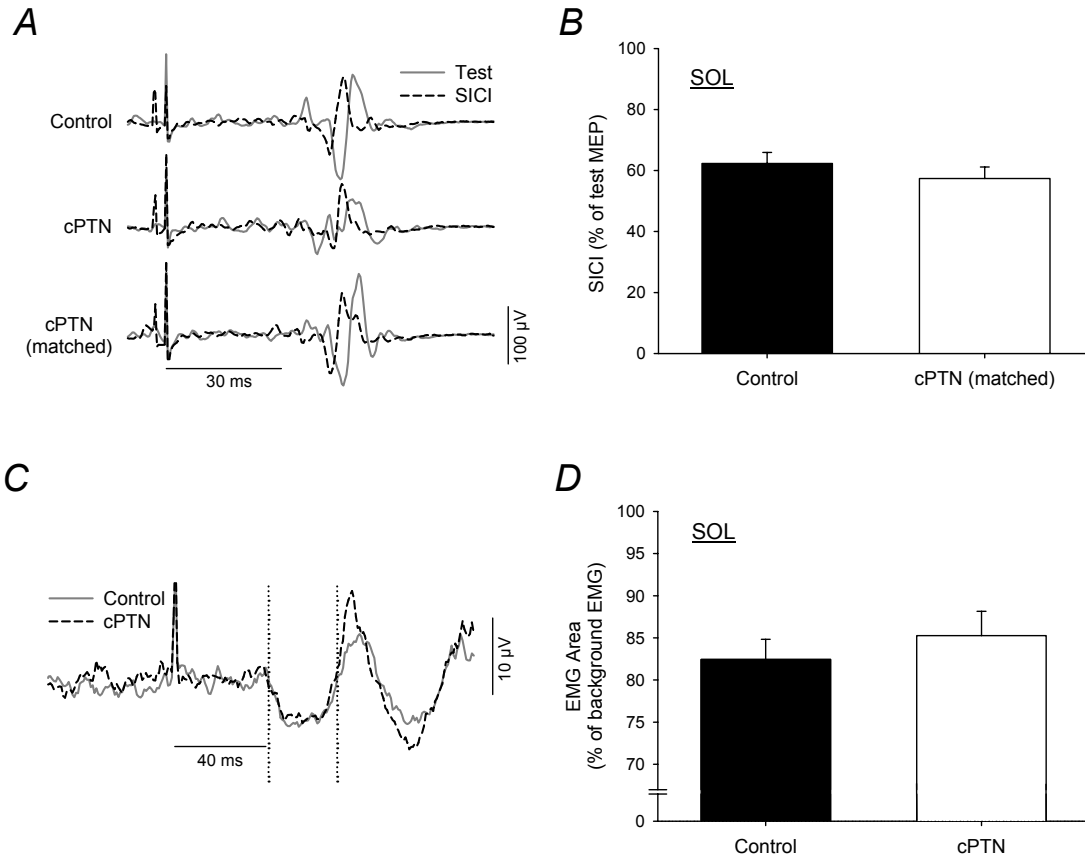 A
Test
SICI
Control
cPTN
cPTN
(matched)
30 ms
100 µV
B
100
80
60
40
20
0
SOL
SICI (% of test MEP)
Control
cPTN (matched)
C
Control
cPTN
40 ms
10 µV
D
100
95
90
85
80
75
70
0
SOL
EMG Area
(% of background EMG)
Control
cPTN